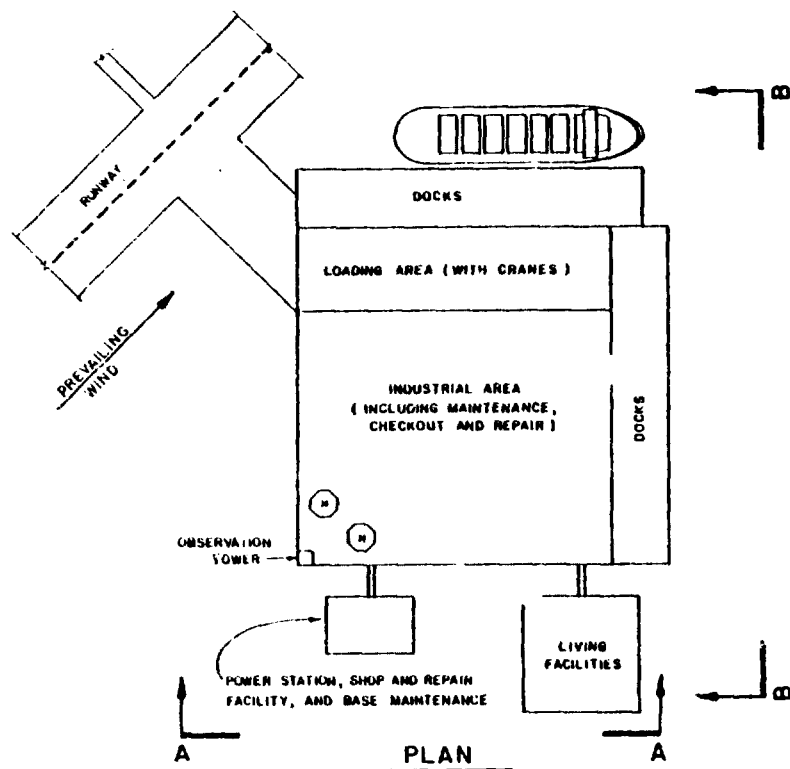 B
RUNWAY
DOCKS
LOADING AREA (WITH CRANES)
PREVAILING
WIND
INDUSTRIAL AREA
(INCLUDING MAINTENANCE,
CHECKOUT AND REPAIR)
DOCKS
H
H
OBSERVATION
TOWER
LIVING
FACILITIES
POWER STATION, SHOP AND REPAIR
FACILITY, AND BASE MAINTENANCE
B
A
PLAN
A